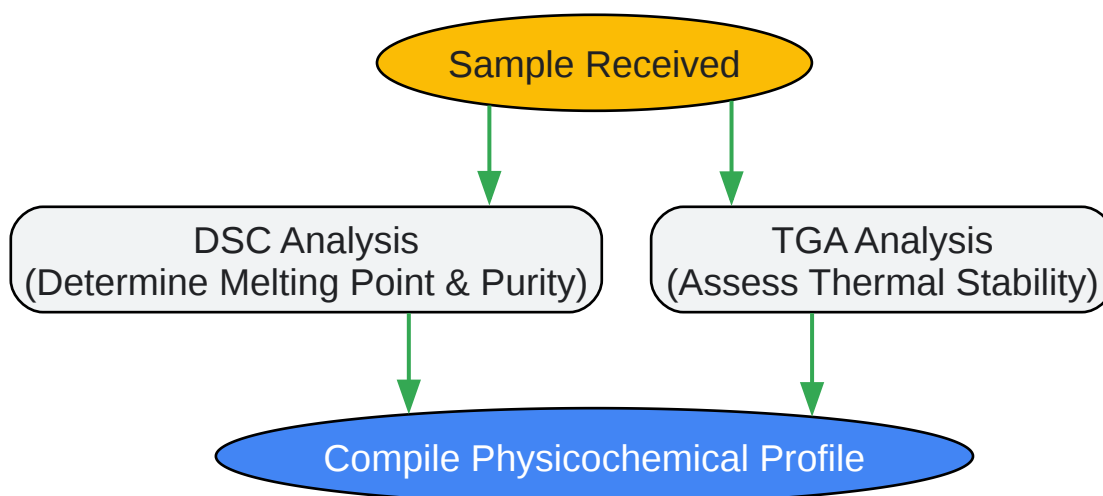 Sample Received
DSC Analysis
(Determine Melting Point & Purity)
TGA Analysis
(Assess Thermal Stability)
Compile Physicochemical Profile